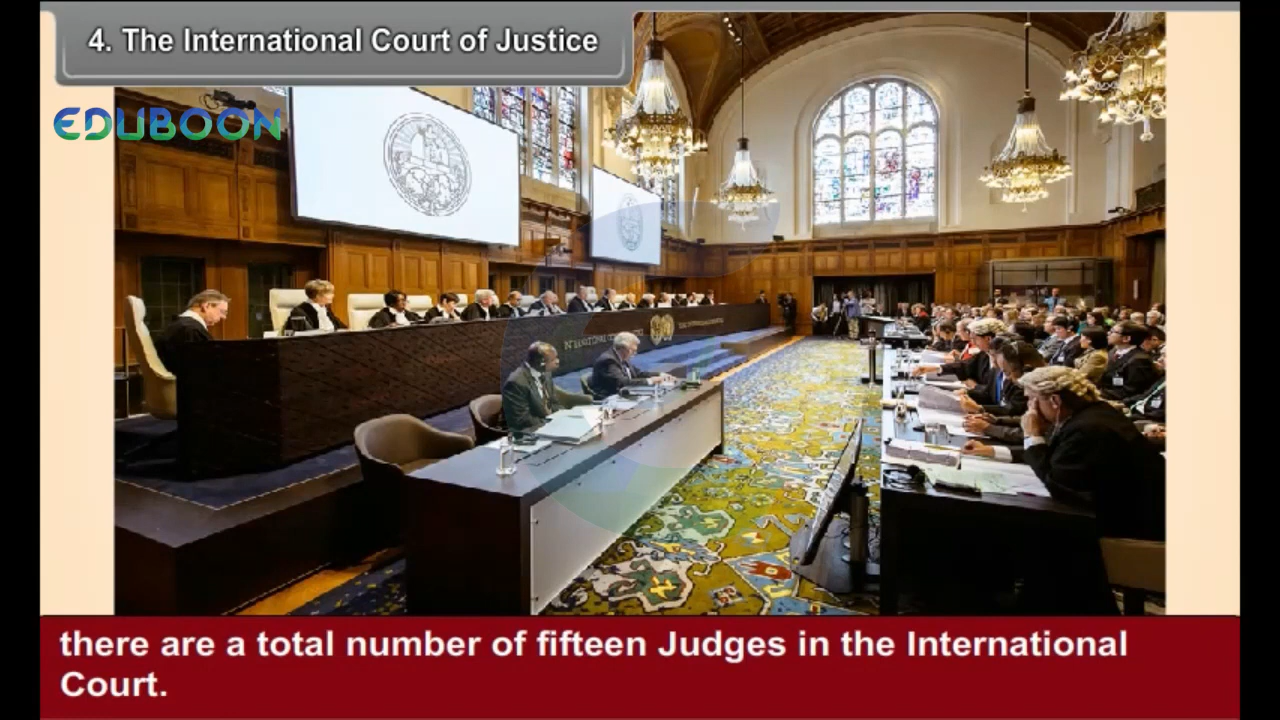 4. The International Court of Justice
EDUBOON
there are a total number of fifteen Judges in the International
Court.